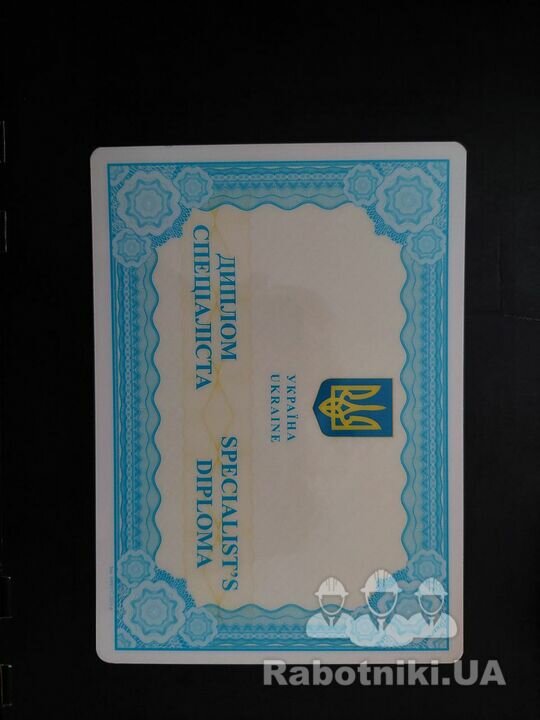 УКРАЇНА
UKRAINE
ДИПЛОМ
СПЕЦІАЛІСТА
SPECIALIST'S
DIPLOMA
Rabotniki.UA